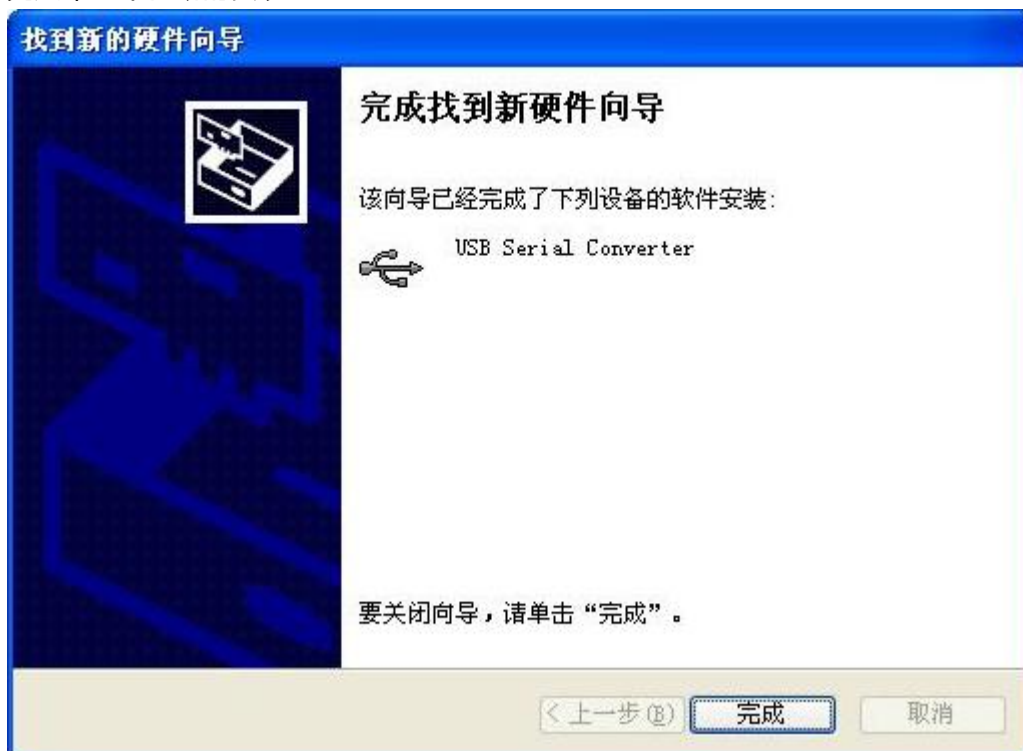 找到新的硬件向导
完成找到新硬件向导
该向导已经完成了下列设备的软件安装:
USB Serial Converter
要关闭向导，请单击“完成”。
< 上一步(B)
完成
取消